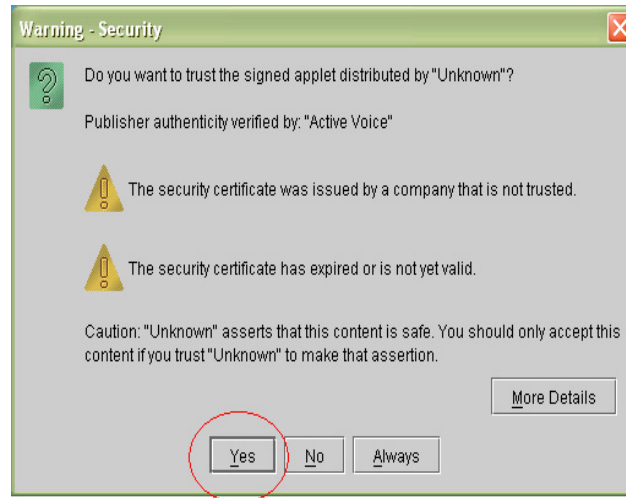 Warning - Security
Do you want to trust the signed applet distributed by "Unknown"?
Publisher authenticity verified by: "Active Voice"
The security certificate was issued by a company that is not trusted.
The security certificate has expired or is not yet valid.
Caution: "Unknown" asserts that this content is safe. You should only accept this
content if you trust "Unknown" to make that assertion.
More Details
Yes No Always